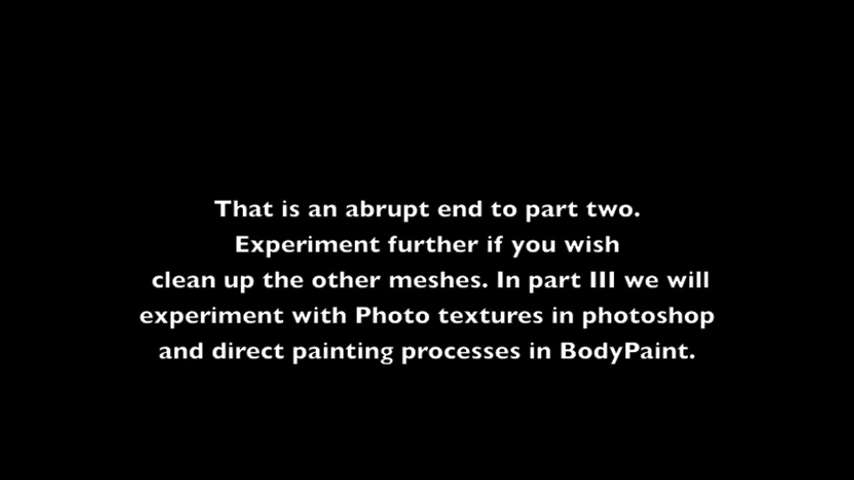 That is an abrupt end to part two.
Experiment further if you wish
clean up the other meshes. In part III we will
experiment with Photo textures in photoshop
and direct painting processes in BodyPaint.